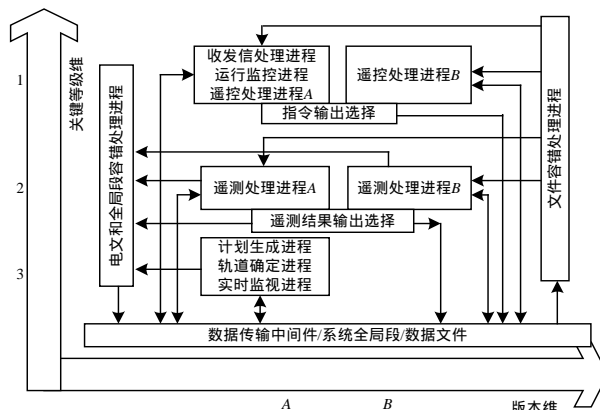 关键等级维
1
2
3
电文和全局段容错处理进程
收发信处理进程
运行监控进程
遥控处理进程A
遥控处理进程B
指令输出选择
遥测处理进程A
遥测处理进程B
遥测结果输出选择
计划生成进程
轨道确定进程
实时监视进程
文件容错处理进程
数据传输中间件/系统全局段/数据文件
A
B
版本维